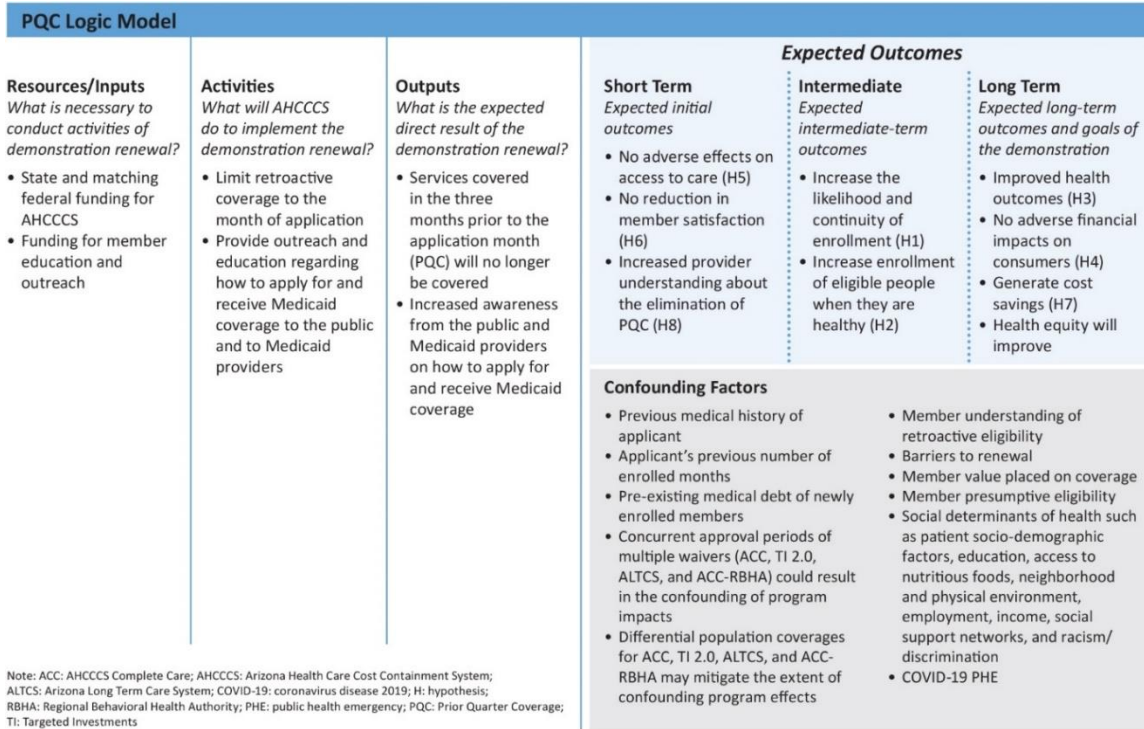 PQC Logic Model
Resources/Inputs
What is necessary to
conduct activities of
demonstration renewal?
• State and matching
federal funding for
AHCCCS
• Funding for member
education and
outreach
Activities
What will AHCCCS
do to implement the
demonstration renewal?
• Limit retroactive
coverage to the
month of application
• Provide outreach and
education regarding
how to apply for and
receive Medicaid
coverage to the public
and to Medicaid
providers
Outputs
What is the expected
direct result of the
demonstration renewal?
• Services covered
in the three
months prior to the
application month
(PQC) will no longer
be covered
• Increased awareness
from the public and
Medicaid providers
on how to apply for
and receive Medicaid
coverage
Expected Outcomes
Short Term
Expected initial
outcomes
• No adverse effects on
access to care (H5)
• No reduction in
member satisfaction
(H6)
• Increased provider
understanding about
the elimination of
PQC (H8)
Intermediate
Expected
intermediate-term
outcomes
• Increase the
likelihood and
continuity of
enrollment (H1)
• Increase enrollment
of eligible people
when they are
healthy (H2)
Long Term
Expected long-term
outcomes and goals of
the demonstration
• Improved health
outcomes (H3)
• No adverse financial
impacts on
consumers (H4)
• Generate cost
savings (H7)
• Health equity will
improve
Confounding Factors
• Previous medical history of
applicant
• Applicant's previous number of
enrolled months
• Pre-existing medical debt of newly
enrolled members
• Concurrent approval periods of
multiple waivers (ACC, TI 2.0,
ALTCS, and ACC-RBHA) could result
in the confounding of program
impacts
• Differential population coverages
for ACC, TI 2.0, ALTCS, and ACC-
RBHA may mitigate the extent of
confounding program effects
• Member understanding of
retroactive eligibility
• Barriers to renewal
• Member value placed on coverage
• Member presumptive eligibility
• Social determinants of health such
as patient socio-demographic
factors, education, access to
nutritious foods, neighborhood
and physical environment,
employment, income, social
support networks, and racism/
discrimination
• COVID-19 PHE
Note: ACC: AHCCCS Complete Care; AHCCCS: Arizona Health Care Cost Containment System;
ALTCS: Arizona Long Term Care System; COVID-19: coronavirus disease 2019; H: hypothesis;
RBHA: Regional Behavioral Health Authority; PHE: public health emergency; PQC: Prior Quarter Coverage;
TI: Targeted Investments